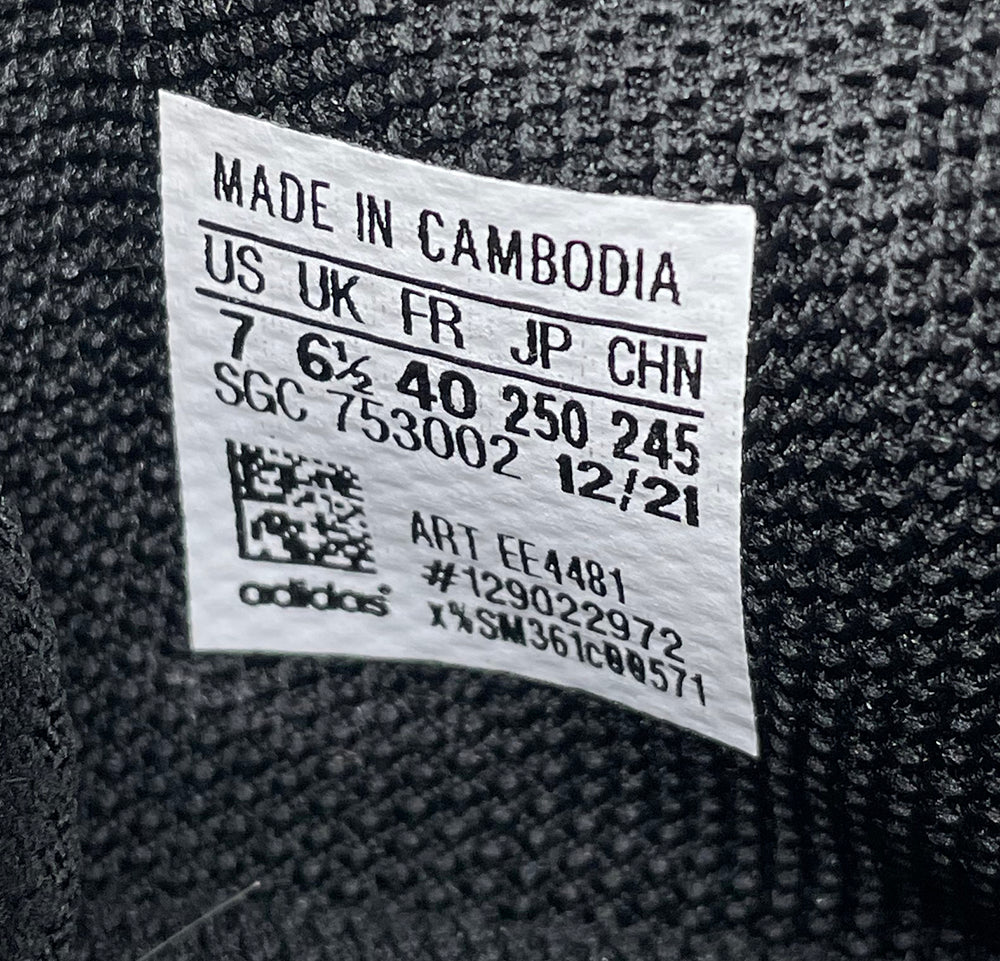 MADE IN CAMBODIA
US UK FR JP CHN
7 6½ 40 250 245
SGC 753002 12/21
ART EE4481
#129022972
x%SM361c00571
adidas